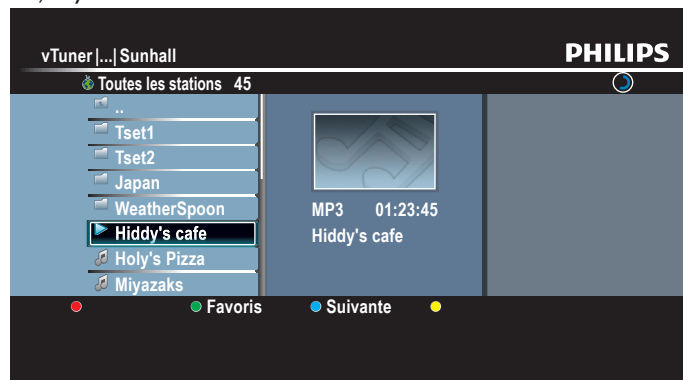 vTuner|...| Sunhall
PHILIPS
Toutes les stations 45
..
Tset1
Tset2
Japan
WeatherSpoon
Hiddy's cafe
Holy's Pizza
Miyazaks
MP3 01:23:45
Hiddy's cafe
Favoris
Suivante